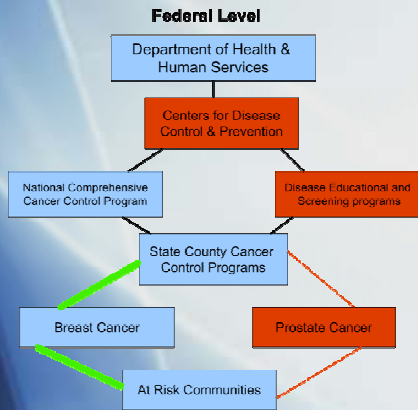 Federal Level
Department of Health &
Human Services
Centers for Disease
Control & Prevention
National Comprehensive
Cancer Control Program
Disease Educational and
Screening programs
State County Cancer
Control Programs
Breast Cancer
Prostate Cancer
At Risk Communities